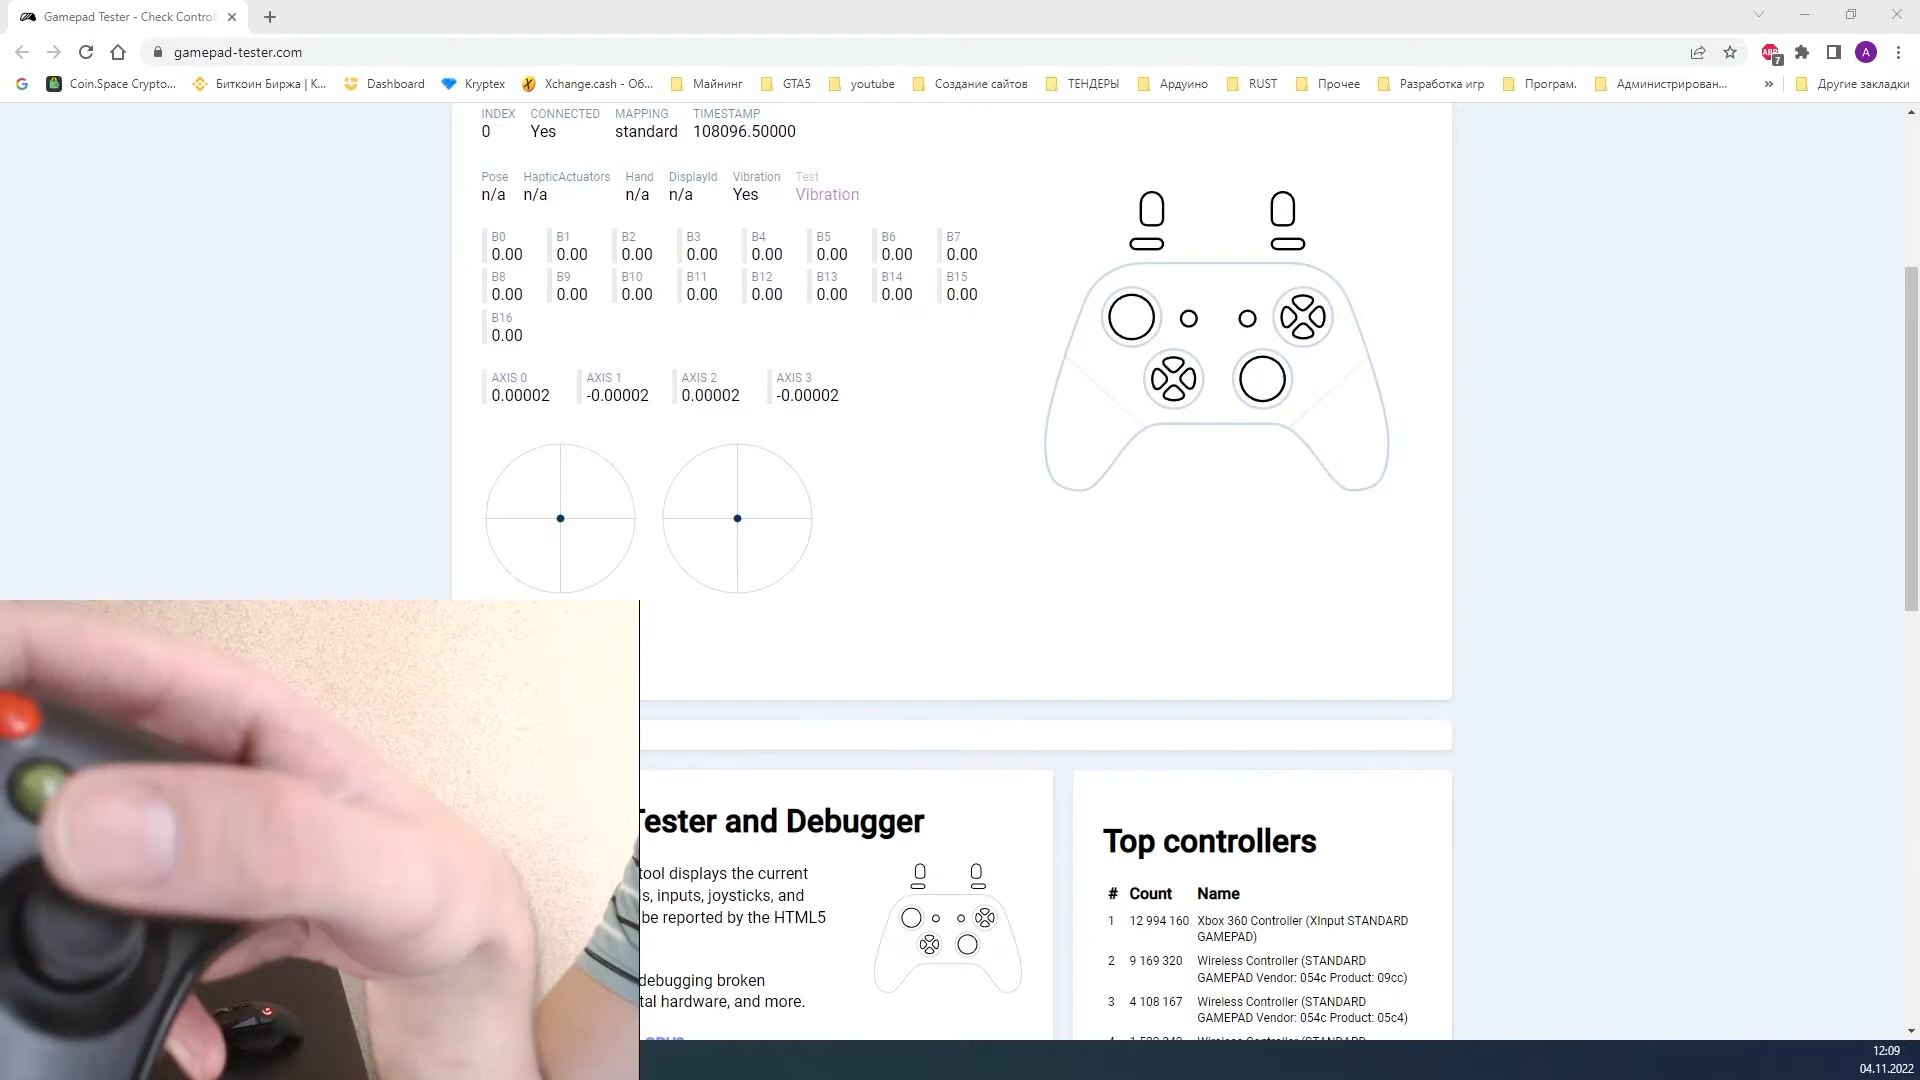 Gamepad Tester - Check Control
gamepad-tester.com
ABP
7
A
Coin.Space Crypto... Биткоин Биржа | К... Dashboard Kryptex Xchange.cash - Об... Майнинг GTA5 youtube Создание сайтов ТЕНДЕРЫ Ардуино RUST Прочее Разработка игр Програм. Администрирован... » Другие закладки
INDEX CONNECTED MAPPING TIMESTAMP
0 Yes standard 108096.50000
Pose HapticActuators Hand DisplayId Vibration Test
n/a n/a n/a n/a Yes Vibration
B0 B1 B2 B3 B4 B5 B6 B7
0.00 0.00 0.00 0.00 0.00 0.00 0.00 0.00
B8 B9 B10 B11 B12 B13 B14 B15
0.00 0.00 0.00 0.00 0.00 0.00 0.00 0.00
B16
0.00
AXIS 0 AXIS 1 AXIS 2 AXIS 3
0.00002 -0.00002 0.00002 -0.00002
Tester and Debugger
tool displays the current
s, inputs, joysticks, and
be reported by the HTML5
debugging broken
tal hardware, and more.
Top controllers
# Count Name
1 12 994 160 Xbox 360 Controller (XInput STANDARD
GAMEPAD)
2 9 169 320 Wireless Controller (STANDARD
GAMEPAD Vendor: 054c Product: 09cc)
3 4 108 167 Wireless Controller (STANDARD
GAMEPAD Vendor: 054c Product: 05c4)
Wireless Controller (STANDARD
12:09
04.11.2022